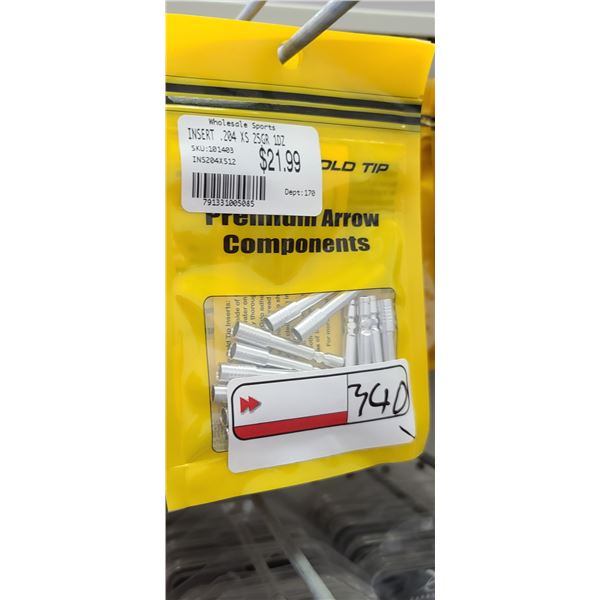 Wholesale Sports
INSERT .204 XS 25GR 1DZ
SKU:101403
INS204XS12
$21.99
Dept:170
791331005085
OLD TIP
Premium Arrow
Components
340